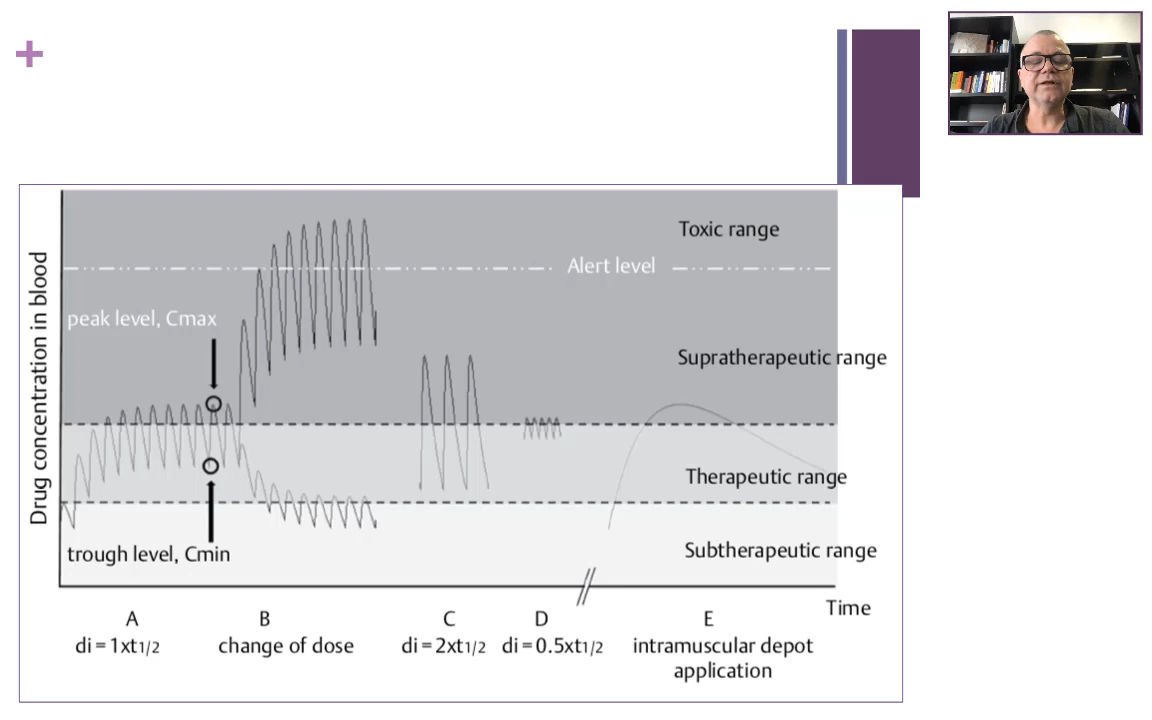 +
Drug concentration in blood
Toxic range
Alert level
peak level, Cmax
Supratherapeutic range
Therapeutic range
trough level, Cmin
Subtherapeutic range
Time
A
di = 1xt1/2
B
change of dose
C
di = 2xt1/2
D
di = 0.5xt1/2
E
intramuscular depot
application